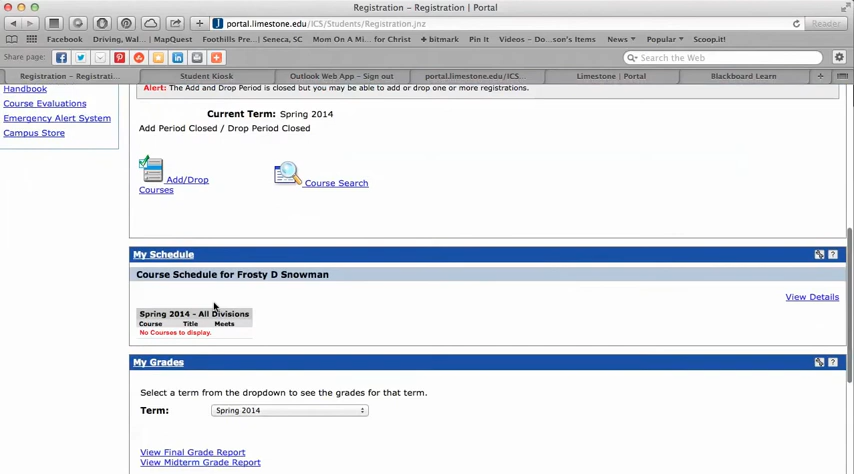 Registration – Registration | Portal
portal.limestone.edu/ICS/Students/Registration.jnz
Reader
Facebook Driving, Wal...| MapQuest Foothills Pre... | Seneca, SC Mom On A Mi... for Christ + bitmark Pin It Videos – Do...son's Items News Popular Scoop.it!
Share page: Search the Web
Registration – Registrati... Student Kiosk Outlook Web App – Sign out portal.limestone.edu/ICS... Limestone | Portal Blackboard Learn
Handbook
Course Evaluations
Emergency Alert System
Campus Store
Alert: The Add and Drop Period is closed but you may be able to add or drop one or more registrations.
Current Term: Spring 2014
Add Period Closed / Drop Period Closed
Add/Drop
Courses
Course Search
My Schedule
Course Schedule for Frosty D Snowman
View Details
Spring 2014 - All Divisions
Course Title Meets
No Courses to display.
My Grades
Select a term from the dropdown to see the grades for that term.
Term: Spring 2014
View Final Grade Report
View Midterm Grade Report